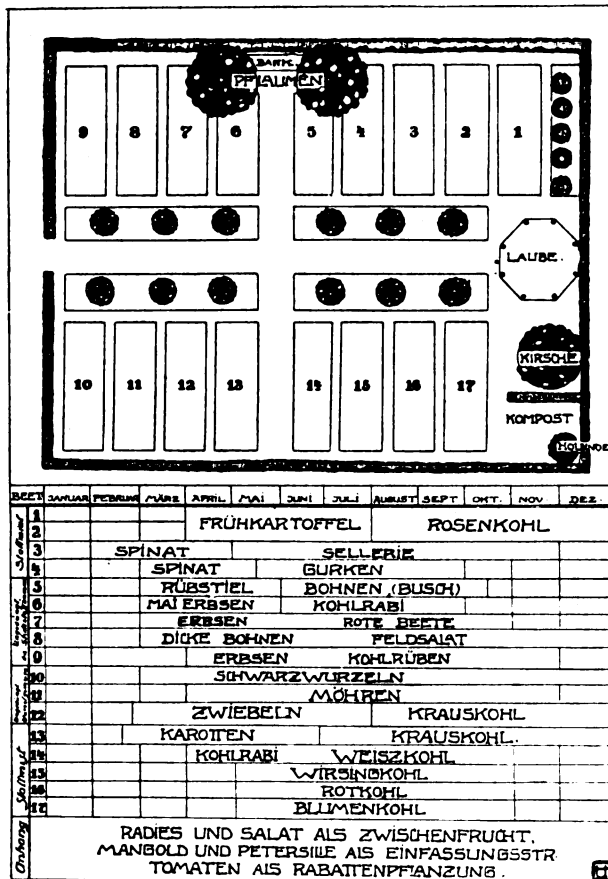 BANK
PFLAUMEN
9 8 7 6 5 4 3 2 1
LAUBE.
KIRSCHE
10 11 12 13 14 15 16 17
KOMPOST
BEET JANUAR FEBRUAR MÄRZ APRIL MAI JUNI JULI AUGUST SEPT OKT. NOV. DEZ.
1
FRÜHKARTOFFEL ROSENKOHL
2
3 SPINAT SELLERIE
4 SPINAT GURKEN
5 RÜBSTIEL BOHNEN (BUSCH)
6 MAIERBSEN KOHLRABI
7 ERBSEN ROTE BEETE
8 DICKE BOHNEN FELDSALAT
9 ERBSEN KOHLRÜBEN
10 SCHWARZWURZELN
11 MÖHREN
12 ZWIEBELN KRAUSKOHL
13 KAROTTEN KRAUSKOHL.
14 KOHLRABI WEISZKOHL
15 WIRSINGKOHL
16 ROTKOHL
17 BLUMENKOHL
Stallmist
Anhang
RADIES UND SALAT ALS ZWISCHENFRUCHT.
MANGOLD UND PETERSILIE ALS EINFASSUNGSSTR.
TOMATEN ALS RABATTENPFLANZUNG.